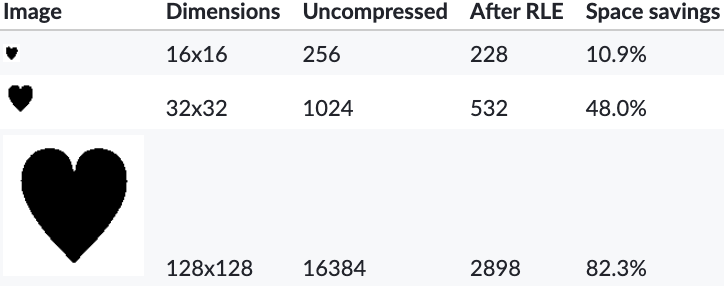 Image Dimensions Uncompressed After RLE Space savings
16x16 256 228 10.9%
32x32 1024 532 48.0%
128x128 16384 2898 82.3%